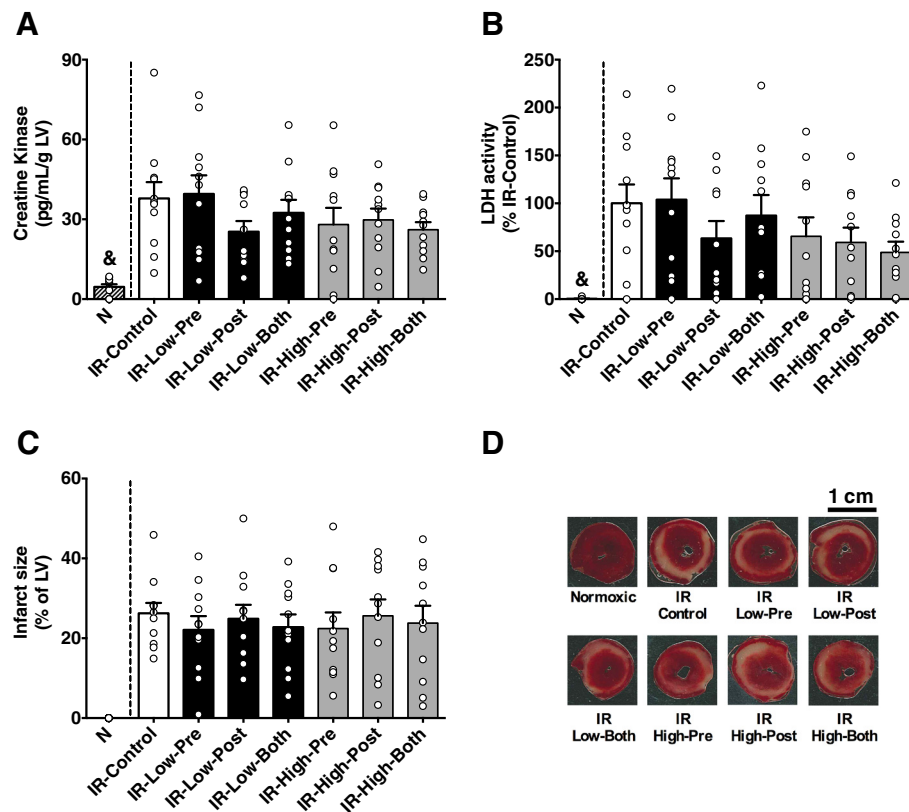 A
90
60
30
0
Creatine Kinase
(pg/mL/g LV)
&
N
IR-Control
IR-Low-Pre
IR-Low-Post
IR-Low-Both
IR-High-Pre
IR-High-Post
IR-High-Both
B
250
200
150
100
50
0
LDH activity
(% IR-Control)
&
N
IR-Control
IR-Low-Pre
IR-Low-Post
IR-Low-Both
IR-High-Pre
IR-High-Post
IR-High-Both
C
60
40
20
0
Infarct size
(% of LV)
N
IR-Control
IR-Low-Pre
IR-Low-Post
IR-Low-Both
IR-High-Pre
IR-High-Post
IR-High-Both
D
1 cm
Normoxic
IR
Control
IR
Low-Pre
IR
Low-Post
IR
Low-Both
IR
High-Pre
IR
High-Post
IR
High-Both